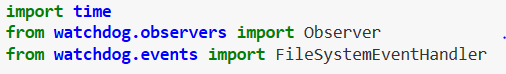 import time
from watchdog.observers import Observer
from watchdog.events import FileSystemEventHandler